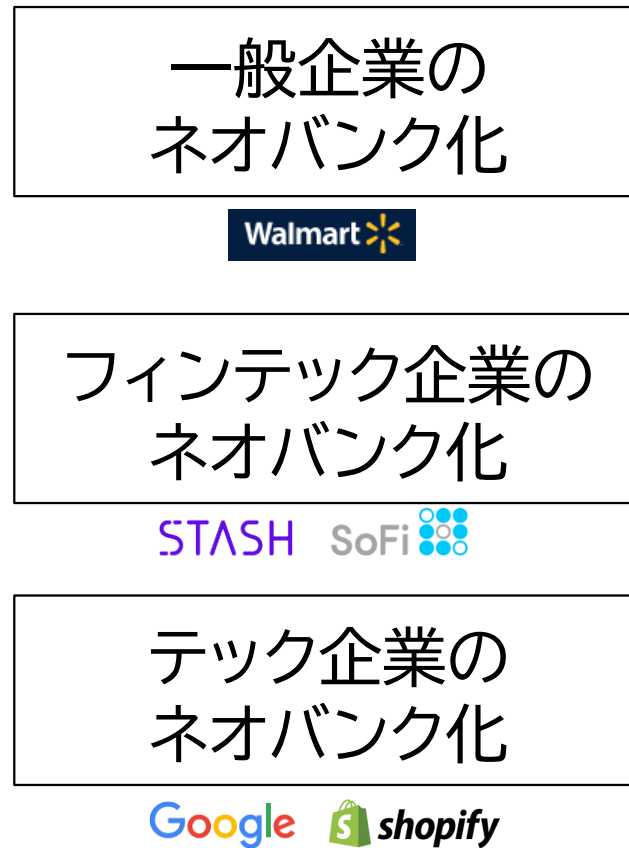 一般企業の
ネオバンク化
Walmart
フィンテック企業の
ネオバンク化
STASH SoFi
テック企業の
ネオバンク化
Google shopify